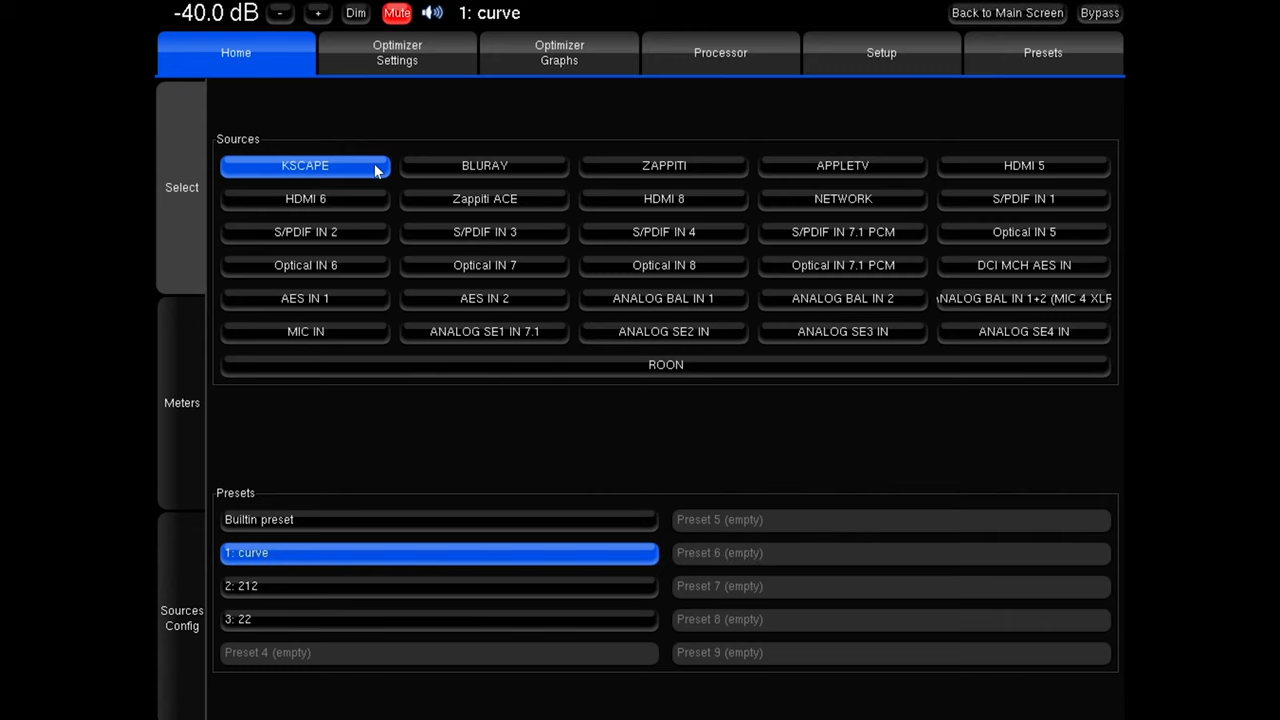 -40.0 dB - + Dim Mute 1: curve Back to Main Screen Bypass
Home Optimizer Settings Optimizer Graphs Processor Setup Presets
Select
Meters
Sources Config
Sources
KSCAPE BLURAY ZAPPITI APPLETV HDMI 5
HDMI 6 Zappiti ACE HDMI 8 NETWORK S/PDIF IN 1
S/PDIF IN 2 S/PDIF IN 3 S/PDIF IN 4 S/PDIF IN 7.1 PCM Optical IN 5
Optical IN 6 Optical IN 7 Optical IN 8 Optical IN 7.1 PCM DCI MCH AES IN
AES IN 1 AES IN 2 ANALOG BAL IN 1 ANALOG BAL IN 2 NALOG BAL IN 1+2 (MIC 4 XLR
MIC IN ANALOG SE1 IN 7.1 ANALOG SE2 IN ANALOG SE3 IN ANALOG SE4 IN
ROON
Presets
Builtin preset Preset 5 (empty)
1: curve Preset 6 (empty)
2: 212 Preset 7 (empty)
3: 22 Preset 8 (empty)
Preset 4 (empty) Preset 9 (empty)